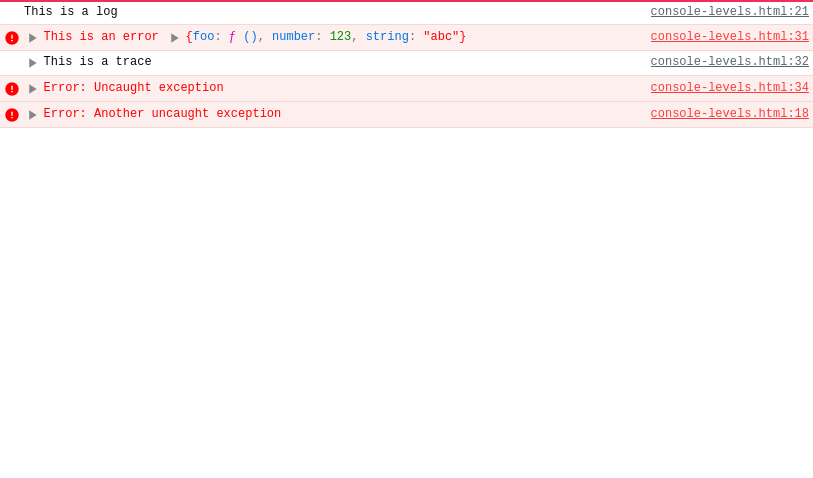 This is a log console-levels.html:21
This is an error {foo: ƒ (), number: 123, string: "abc"} console-levels.html:31
This is a trace console-levels.html:32
Error: Uncaught exception console-levels.html:34
Error: Another uncaught exception console-levels.html:18